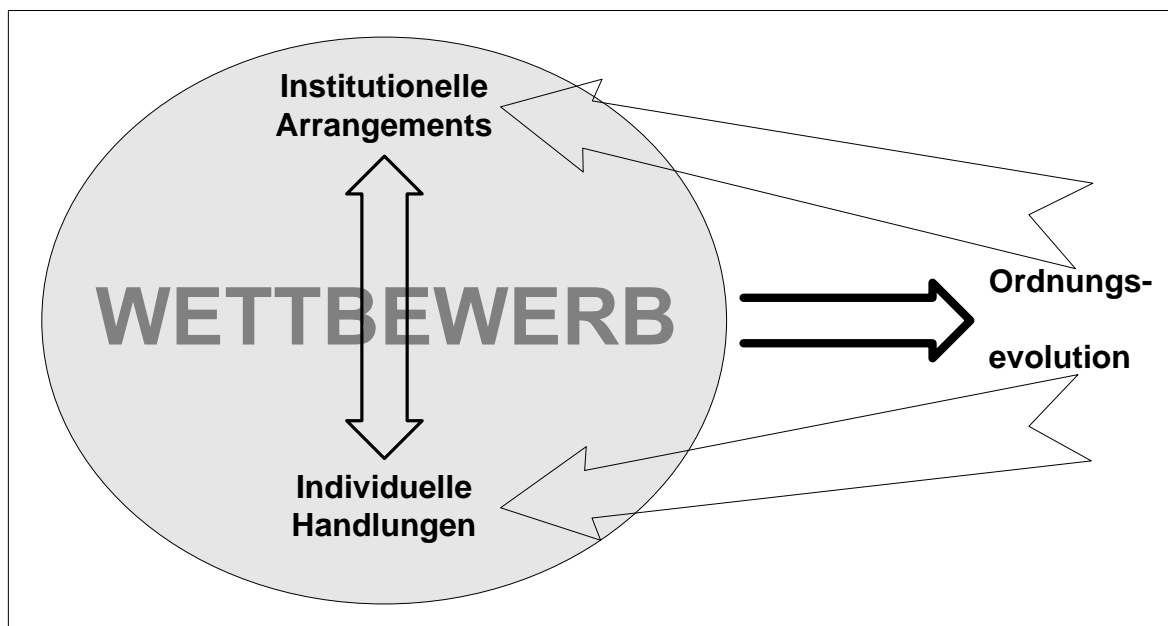 Institutionelle
Arrangements
WETTBEWERB
Ordnungs-
evolution
Individuelle
Handlungen